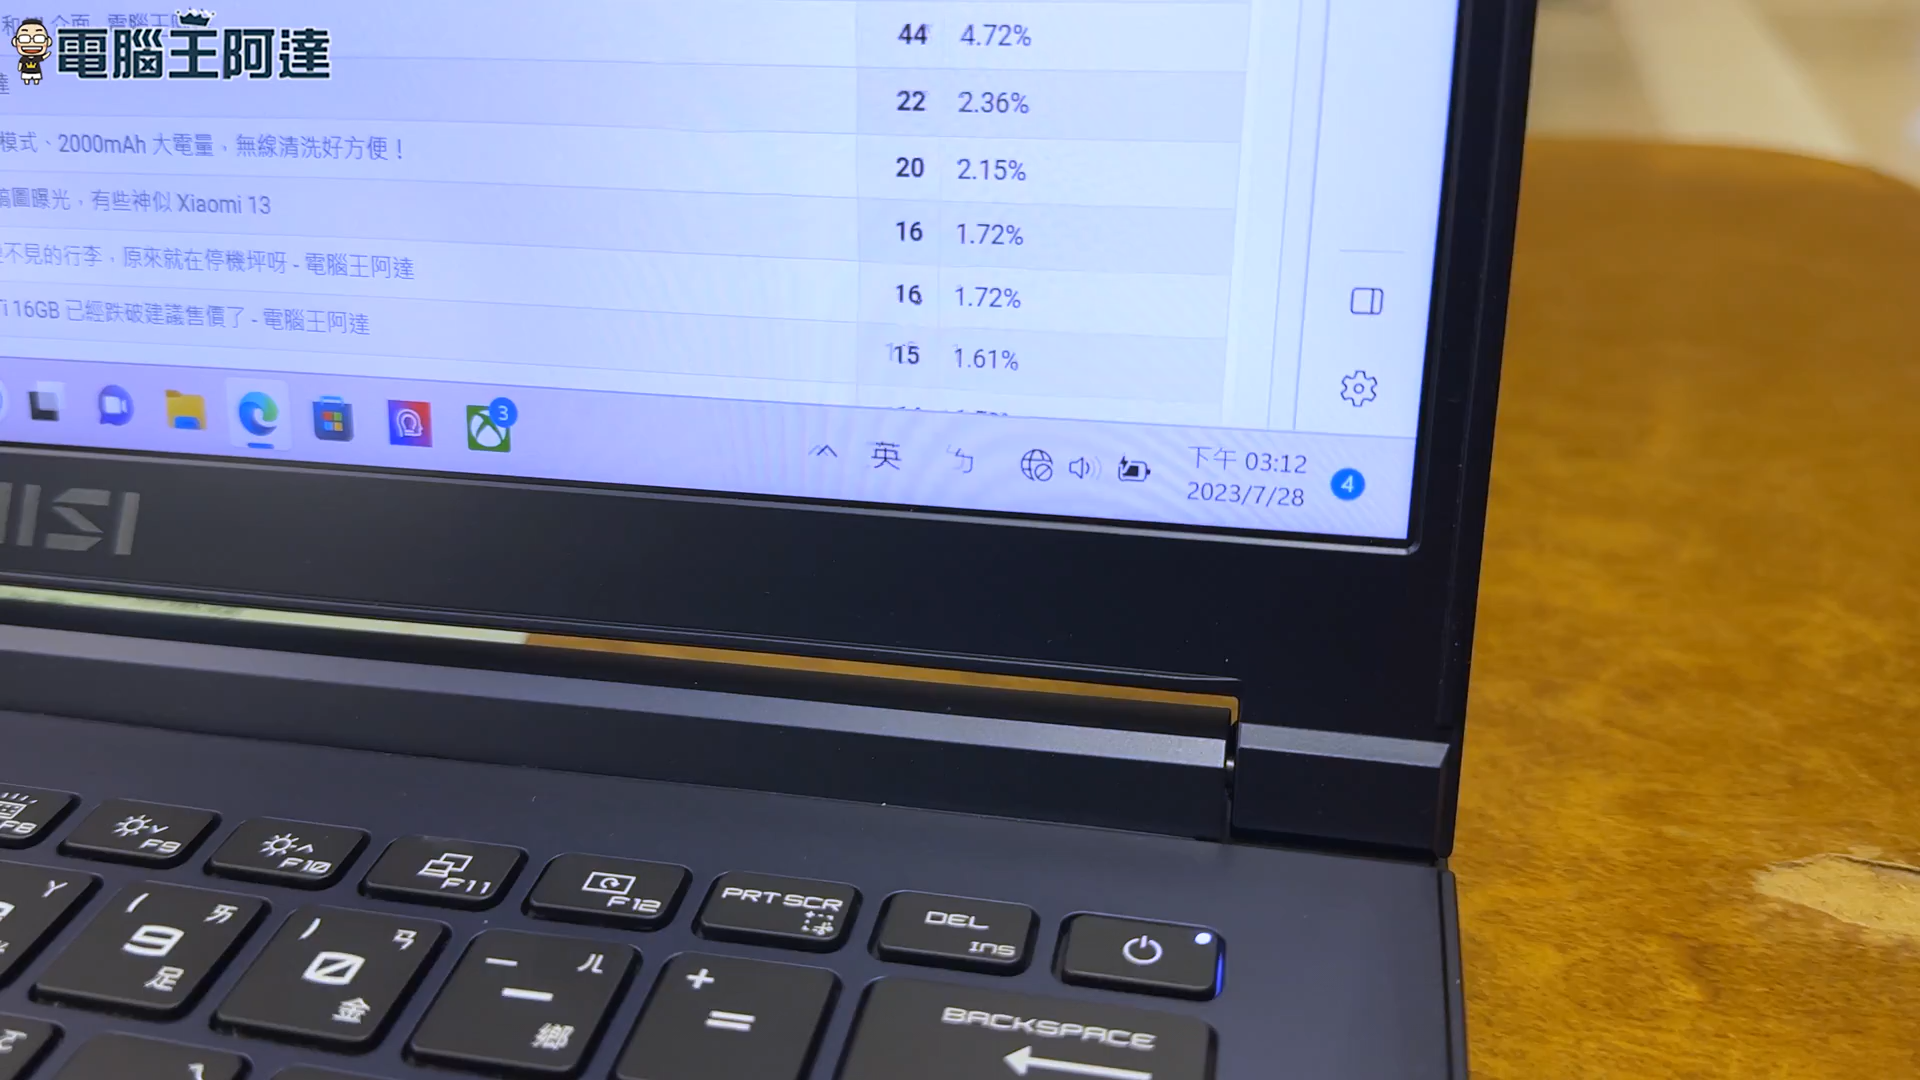 電腦王阿達
44 4.72%
22 2.36%
模式、2000mAh 大電量，無線清洗好方便！ 20 2.15%
圖曝光，有些神似 Xiaomi 13 16 1.72%
不見的行李，原來就在停機坪呀 - 電腦王阿達 16 1.72%
16GB 已經跌破建議售價了 - 電腦王阿達 15 1.61%
3
英 ㄅ 下午 03:12
2023/7/28 4
msi
F8 F9 F10 F11 F12 PRT SCR DEL INS
( ㄞ 9 足
) ㄢ 0 金
ㄦ 鄉
+ =
BACKSPACE